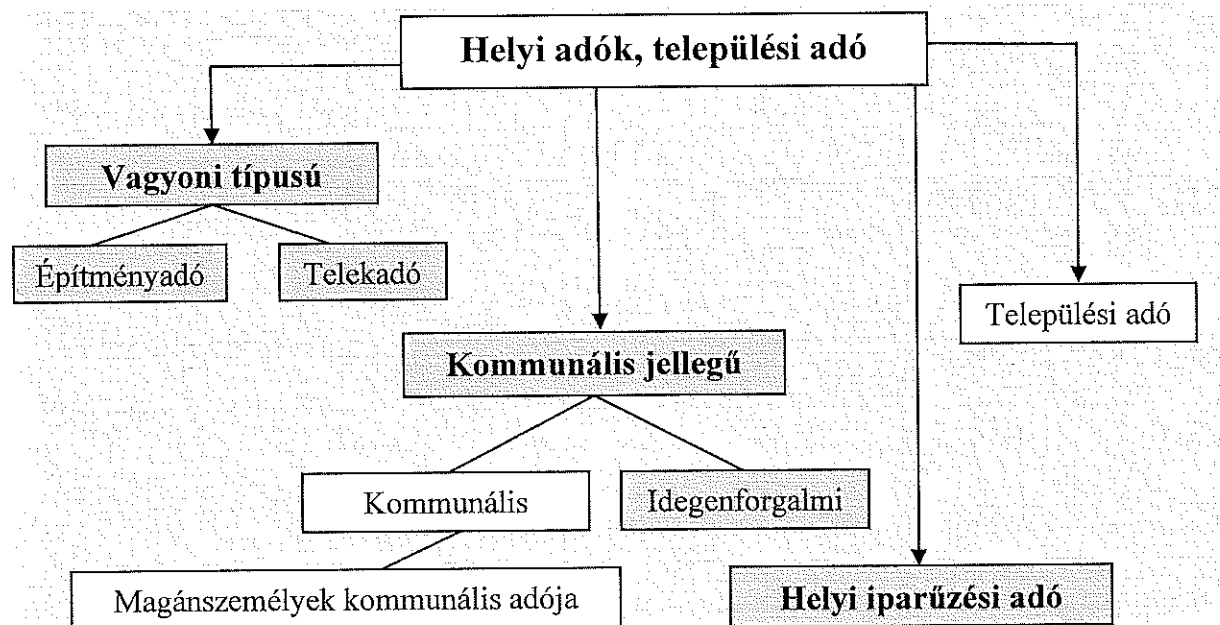 Helyi adók, települési adó
Vagyoni típusú
Építményadó
Telekadó
Települési adó
Kommunális jellegű
Kommunális
Idegenforgalmi
Magánszemélyek kommunális adója
Helyi iparűzési adó